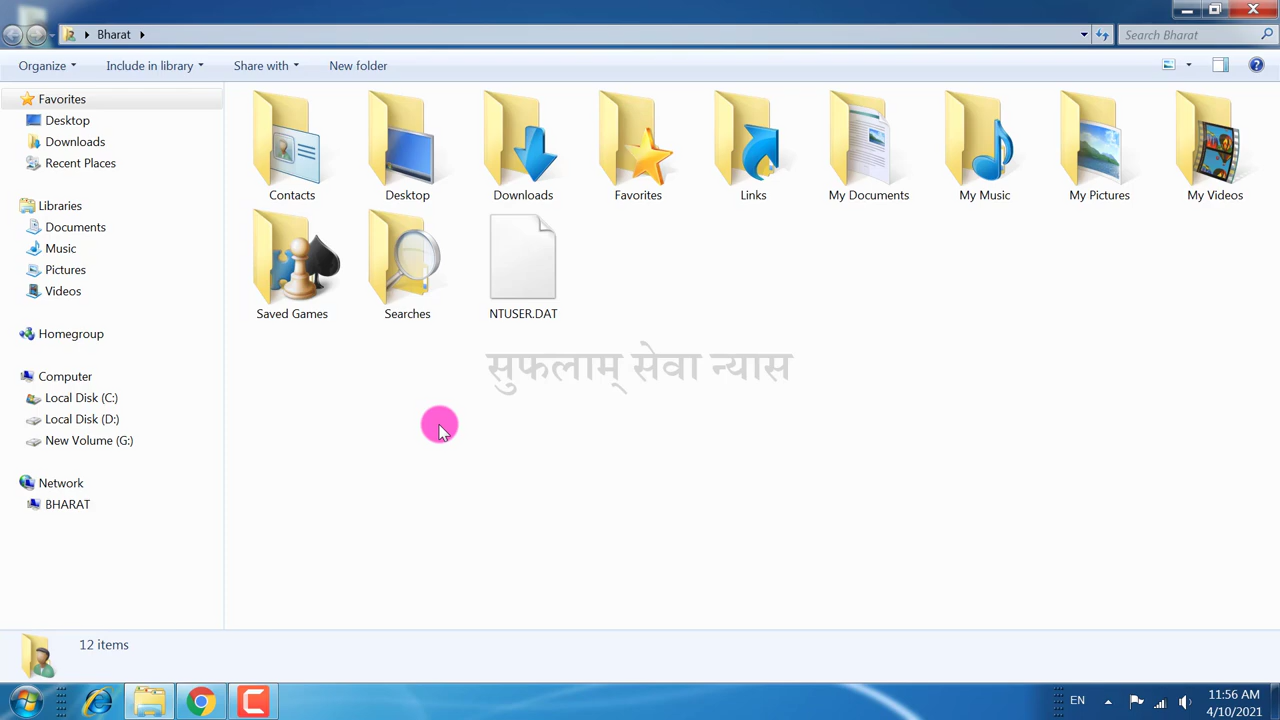 Bharat
Search Bharat
Organize
Include in library
Share with
New folder
Favorites
Desktop
Downloads
Recent Places
Libraries
Documents
Music
Pictures
Videos
Homegroup
Computer
Local Disk (C:)
Local Disk (D:)
New Volume (G:)
Network
BHARAT
Contacts
Desktop
Downloads
Favorites
Links
My Documents
My Music
My Pictures
My Videos
Saved Games
Searches
NTUSER.DAT
सुफलाम् सेवा न्यास
12 items
EN
11:56 AM
4/10/2021